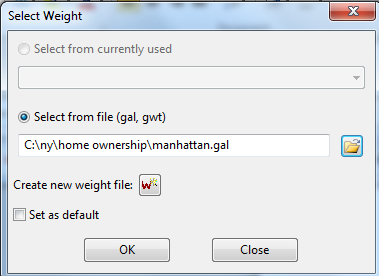 Select Weight
Select from currently used
Select from file (gal, gwt)
C:\ny\home ownership\manhattan.gal
Create new weight file: W
Set as default
OK Close